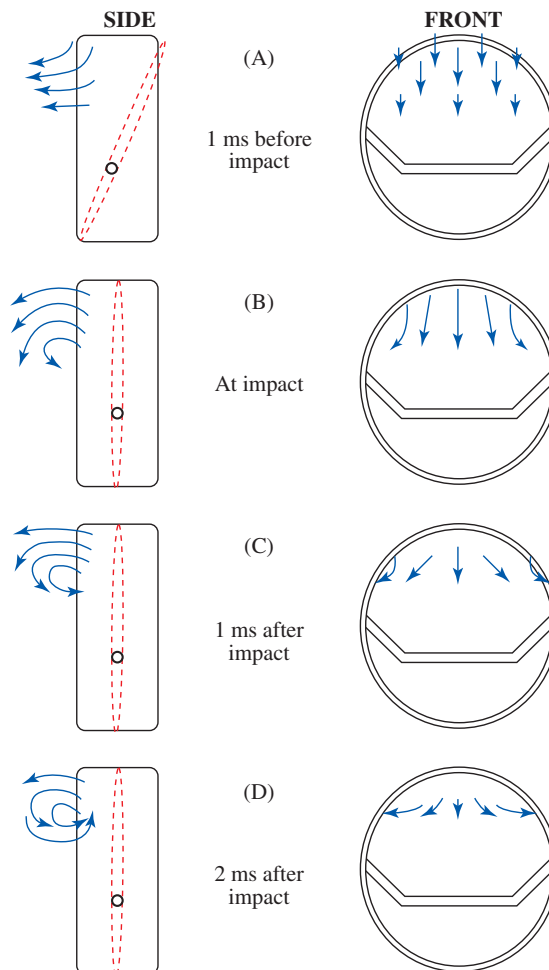 SIDE
FRONT
(A)
1 ms before
impact
(B)
At impact
(C)
1 ms after
impact
(D)
2 ms after
impact